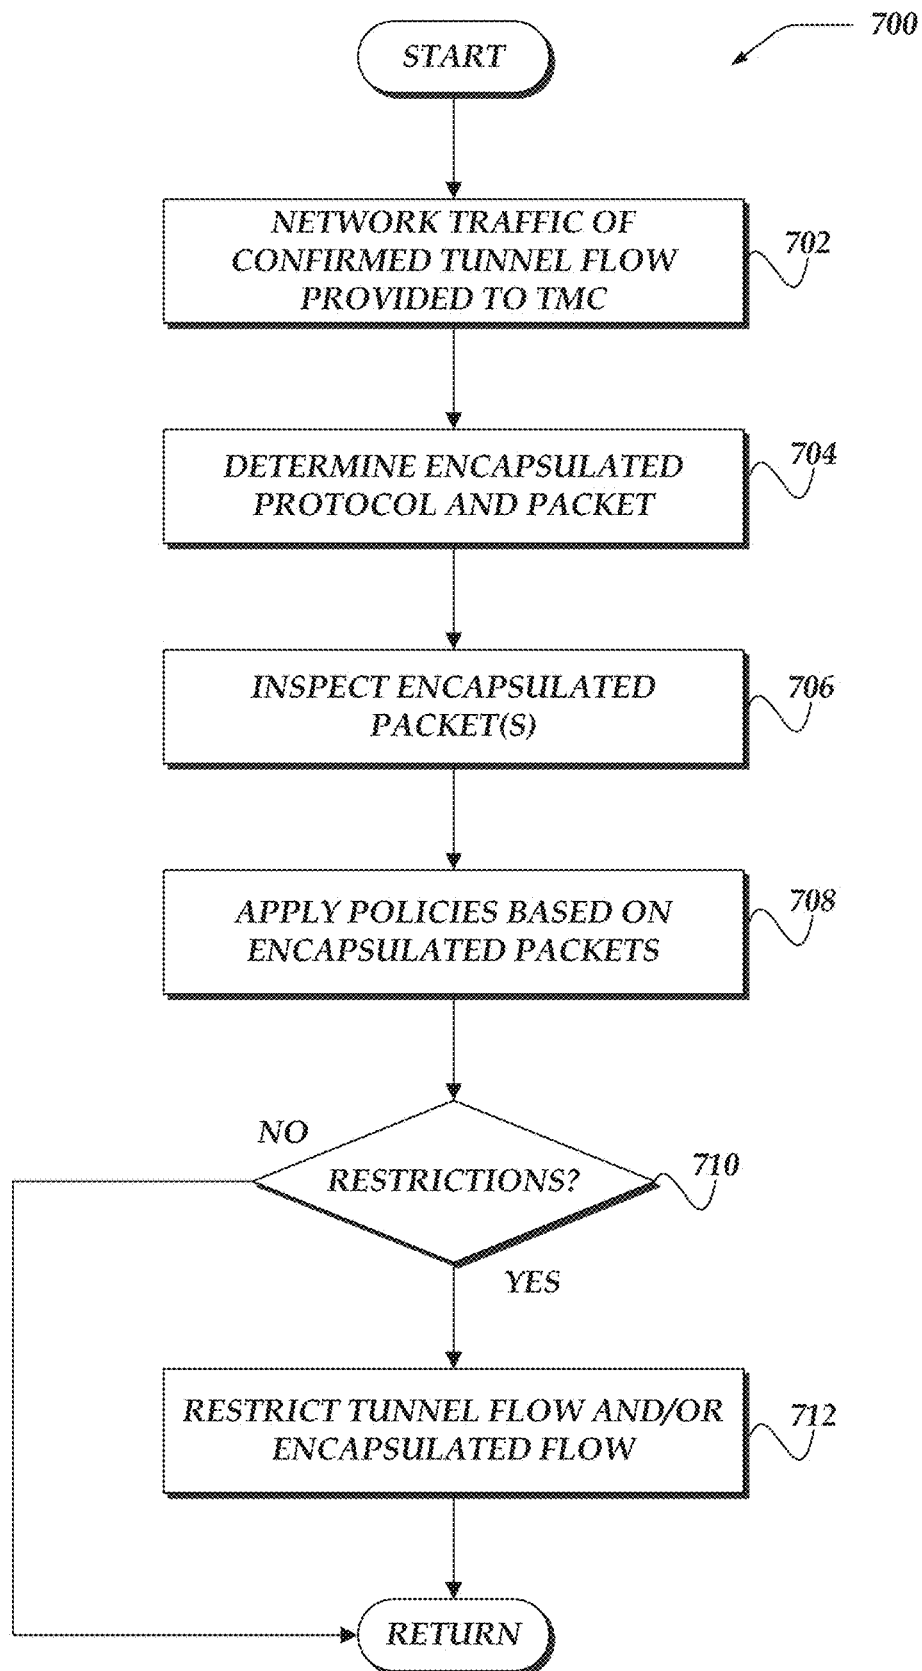 700
START
NETWORK TRAFFIC OF
CONFIRMED TUNNEL FLOW
PROVIDED TO TMC
702
DETERMINE ENCAPSULATED
PROTOCOL AND PACKET
704
INSPECT ENCAPSULATED
PACKET(S)
706
APPLY POLICIES BASED ON
ENCAPSULATED PACKETS
708
NO
RESTRICTIONS?
710
YES
RESTRICT TUNNEL FLOW AND/OR
ENCAPSULATED FLOW
712
RETURN